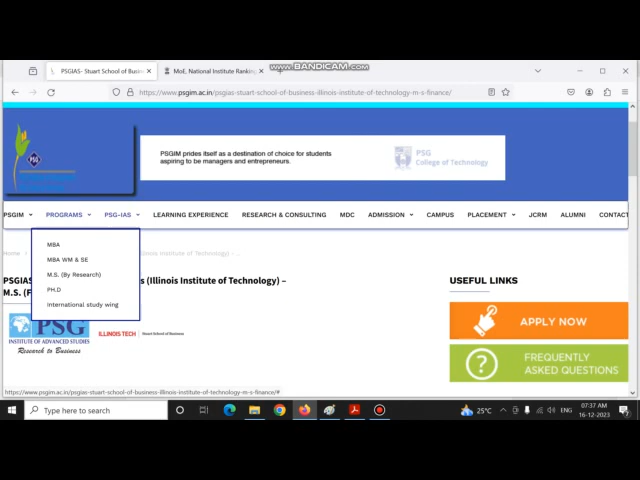 www.BANDICAM.com
PSGIAS- Stuart School of Busines
MoE, National Institute Ranking
https://www.psgim.ac.in/psgias-stuart-school-of-business-illinois-institute-of-technology-m-s-finance/
PSG
PSGIM prides itself as a destination of choice for students
aspiring to be managers and entrepreneurs.
PSG
College of Technology
PSGIM PROGRAMS PSG-IAS LEARNING EXPERIENCE RESEARCH & CONSULTING MDC ADMISSION CAMPUS PLACEMENT JCRM ALUMNI CONTACT
MBA
MBA WM & SE
M.S. (By Research)
PH.D
International study wing
Home
inois Institute of Technology) - ...
PSGIAS
s (Illinois Institute of Technology) –
M.S. (F
USEFUL LINKS
PSG
INSTITUTE OF ADVANCED STUDIES
Research to Business
ILLINOIS TECH
Stuart School of Business
APPLY NOW
FREQUENTLY
ASKED QUESTIONS
https://www.psgim.ac.in/psgias-stuart-school-of-business-illinois-institute-of-technology-m-s-finance/#
Type here to search
25°C
ENG
07:37 AM
16-12-2023